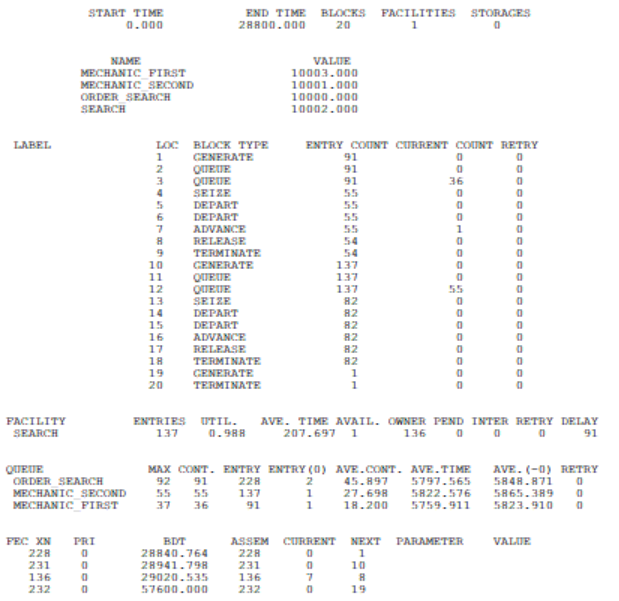 START TIME END TIME BLOCKS FACILITIES STORAGES
0.000 28800.000 20 1 0
NAME VALUE
MECHANIC_FIRST 10003.000
MECHANIC_SECOND 10001.000
ORDER_SEARCH 10000.000
SEARCH 10002.000
LABEL LOC BLOCK TYPE ENTRY COUNT CURRENT COUNT RETRY
1 GENERATE 91 0 0
2 QUEUE 91 0 0
3 QUEUE 91 36 0
4 SEIZE 55 0 0
5 DEPART 55 0 0
6 DEPART 55 0 0
7 ADVANCE 55 1 0
8 RELEASE 54 0 0
9 TERMINATE 54 0 0
10 GENERATE 137 0 0
11 QUEUE 137 0 0
12 QUEUE 137 55 0
13 SEIZE 82 0 0
14 DEPART 82 0 0
15 DEPART 82 0 0
16 ADVANCE 82 0 0
17 RELEASE 82 0 0
18 TERMINATE 82 0 0
19 GENERATE 1 0 0
20 TERMINATE 1 0 0
FACILITY ENTRIES UTIL. AVE. TIME AVAIL. OWNER PEND INTER RETRY DELAY
SEARCH 137 0.988 207.697 1 136 0 0 0 91
QUEUE MAX CONT. ENTRY ENTRY(0) AVE.CONT. AVE.TIME AVE.(-0) RETRY
ORDER_SEARCH 92 91 228 2 45.897 5797.565 5848.871 0
MECHANIC_SECOND 55 55 137 1 27.698 5822.576 5865.389 0
MECHANIC_FIRST 37 36 91 1 18.200 5759.911 5823.910 0
FEC XN PRI BDT ASSEM CURRENT NEXT PARAMETER VALUE
228 0 28840.764 228 0 1
231 0 28941.798 231 0 10
136 0 29020.535 136 7 8
232 0 57600.000 232 0 19